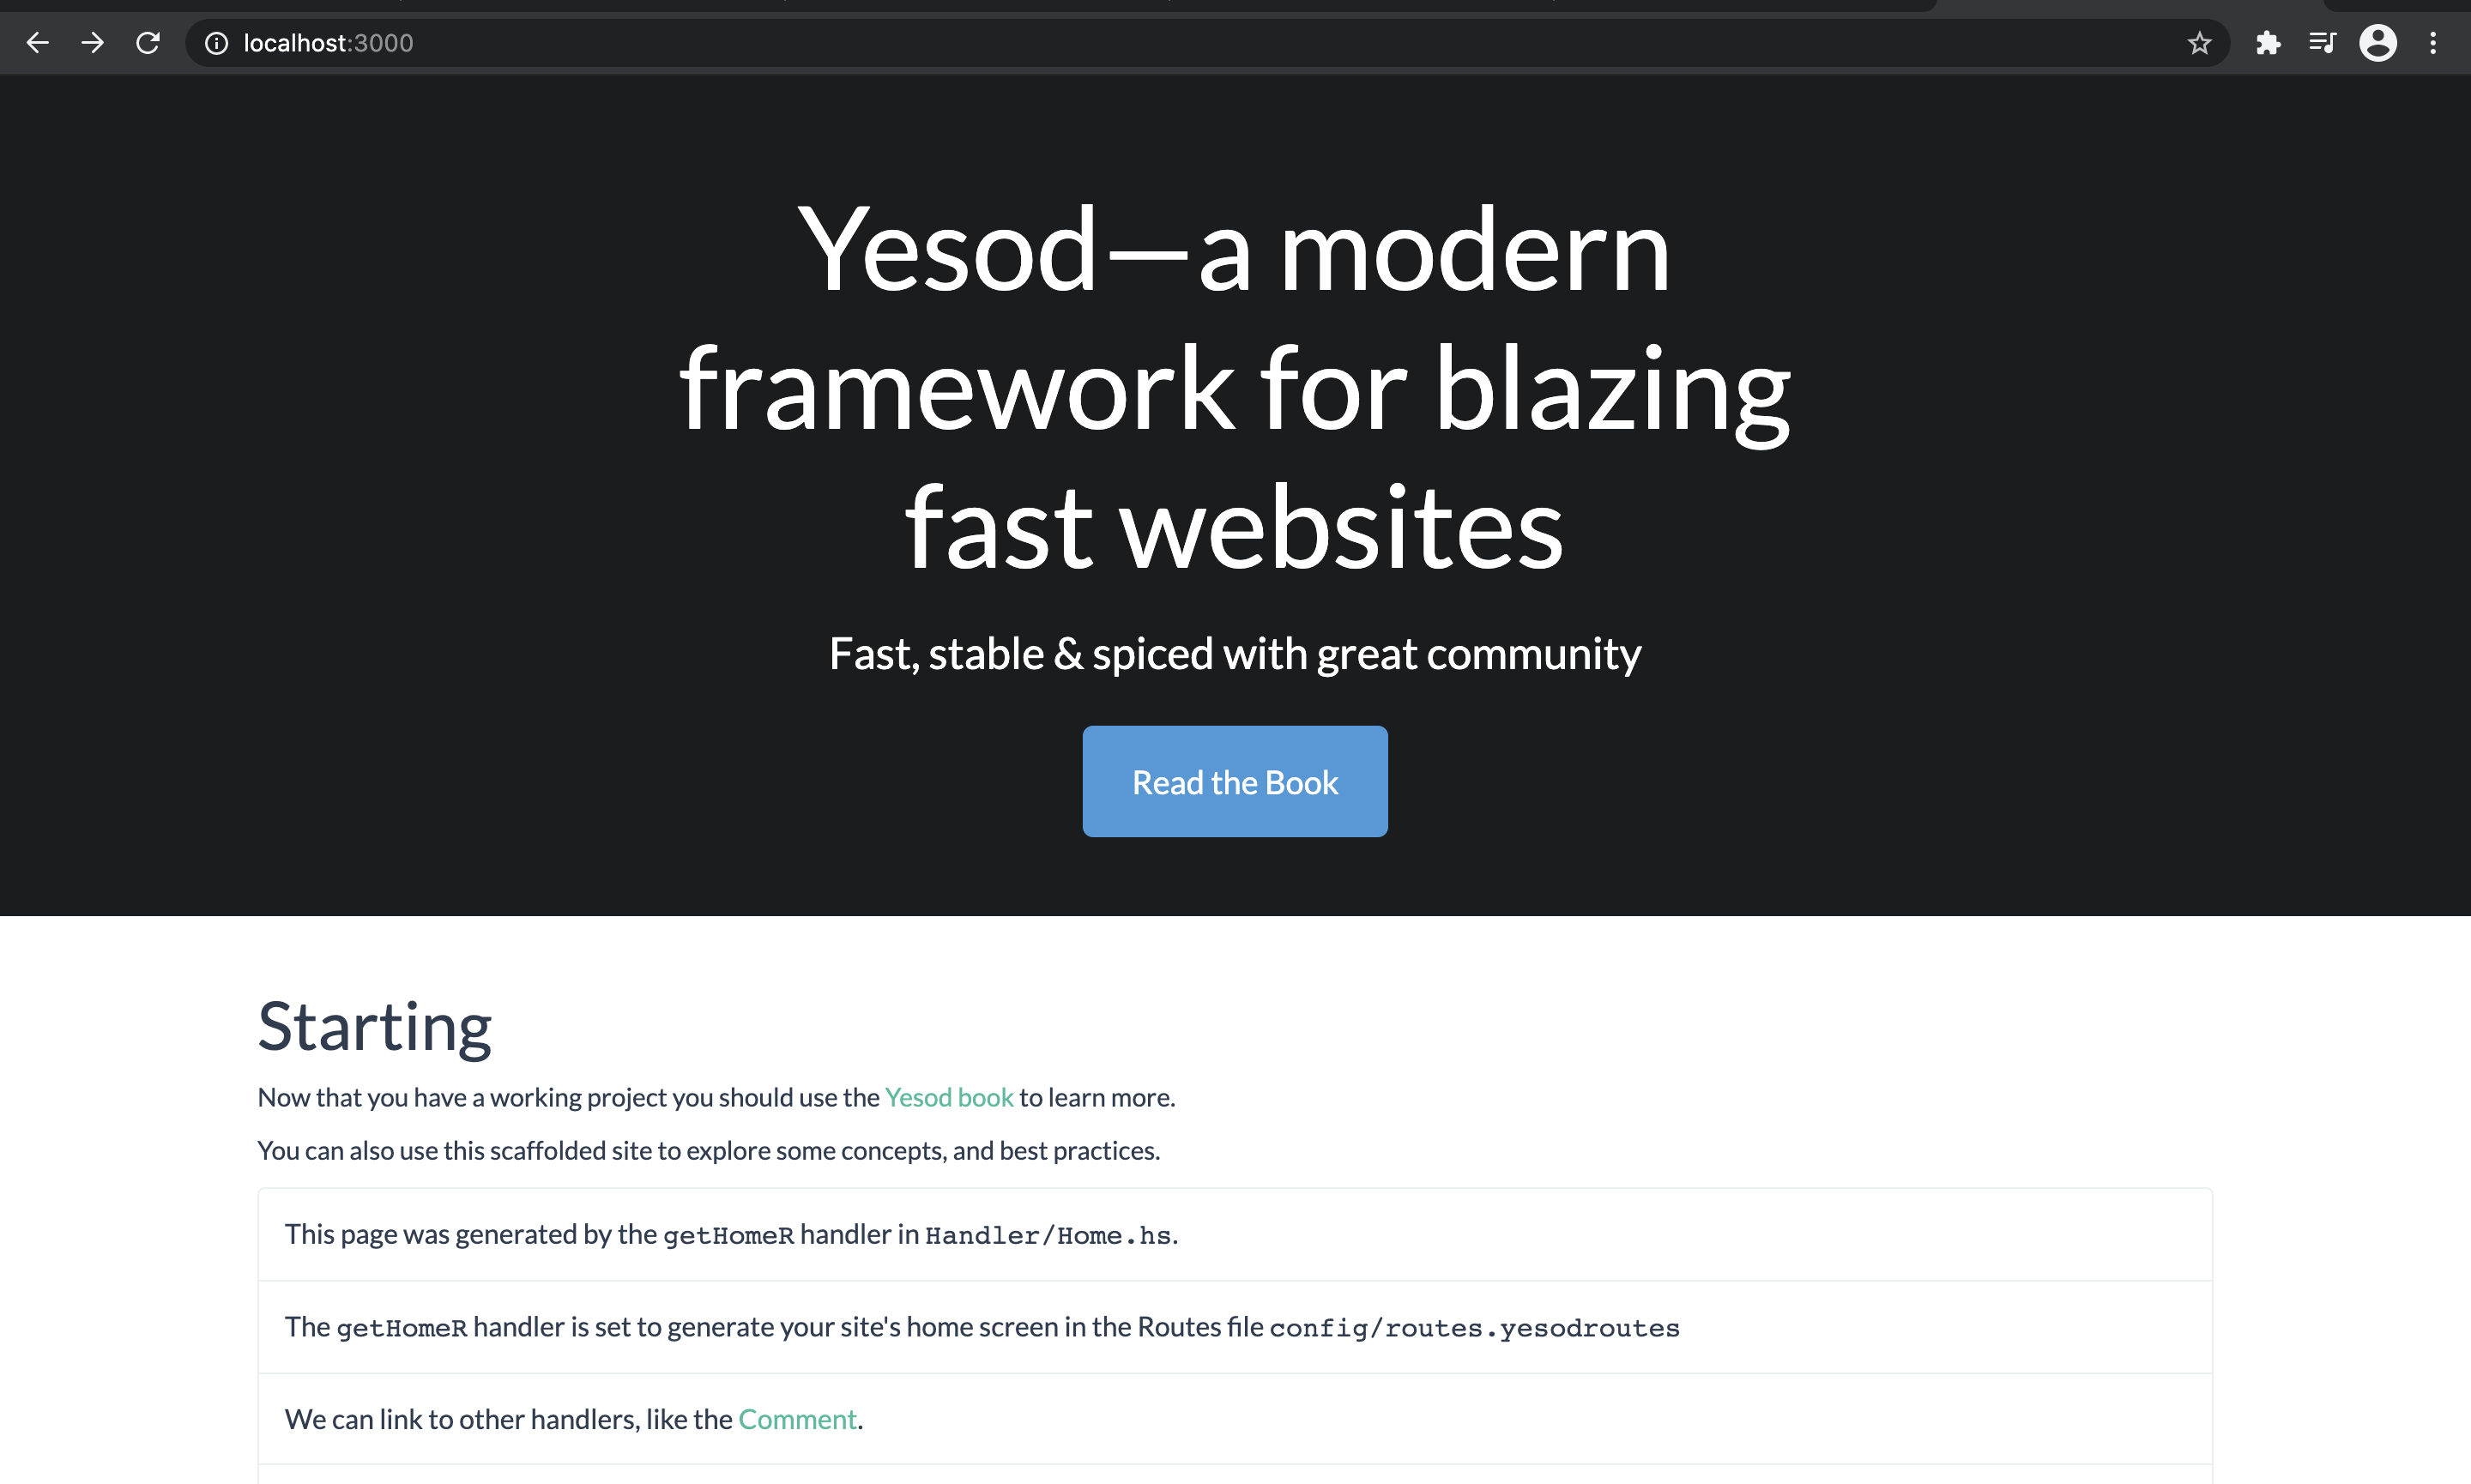 localhost:3000
Yesod—a modern
framework for blazing
fast websites
Fast, stable & spiced with great community
Read the Book
Starting
Now that you have a working project you should use the Yesod book to learn more.
You can also use this scaffolded site to explore some concepts, and best practices.
This page was generated by the getHomeR handler in Handler/Home.hs.
The getHomeR handler is set to generate your site's home screen in the Routes file config/routes.yesodroutes
We can link to other handlers, like the Comment.